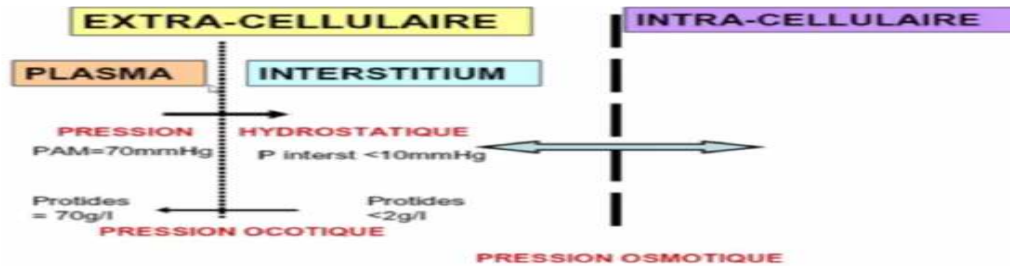 EXTRA-CELLULAIRE
INTRA-CELLULAIRE
PLASMA
INTERSTITIUM
PRESSION HYDROSTATIQUE
PAM=70mmHg
P interst <10mmHg
Protides
= 70g/l
Protides
<2g/l
PRESSION OCOTIQUE
PRESSION OSMOTIQUE